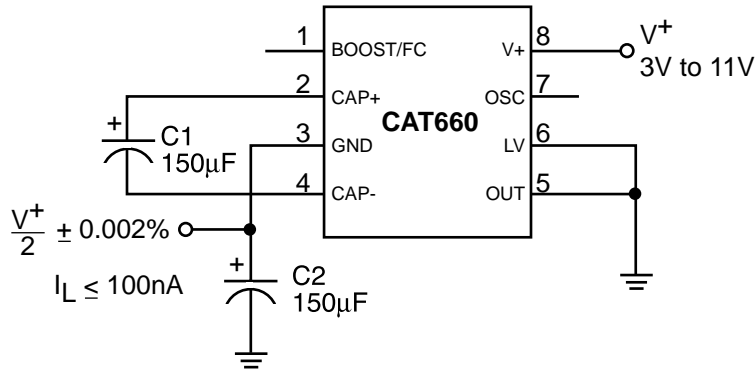 1 BOOST/FC V+ 8 V+
3V to 11V
2 CAP+ OSC 7
CAT660
+ C1
150µF
3 GND LV 6
4 CAP- OUT 5
V+/2 ± 0.002%
+ C2
150µF
IL ≤ 100nA